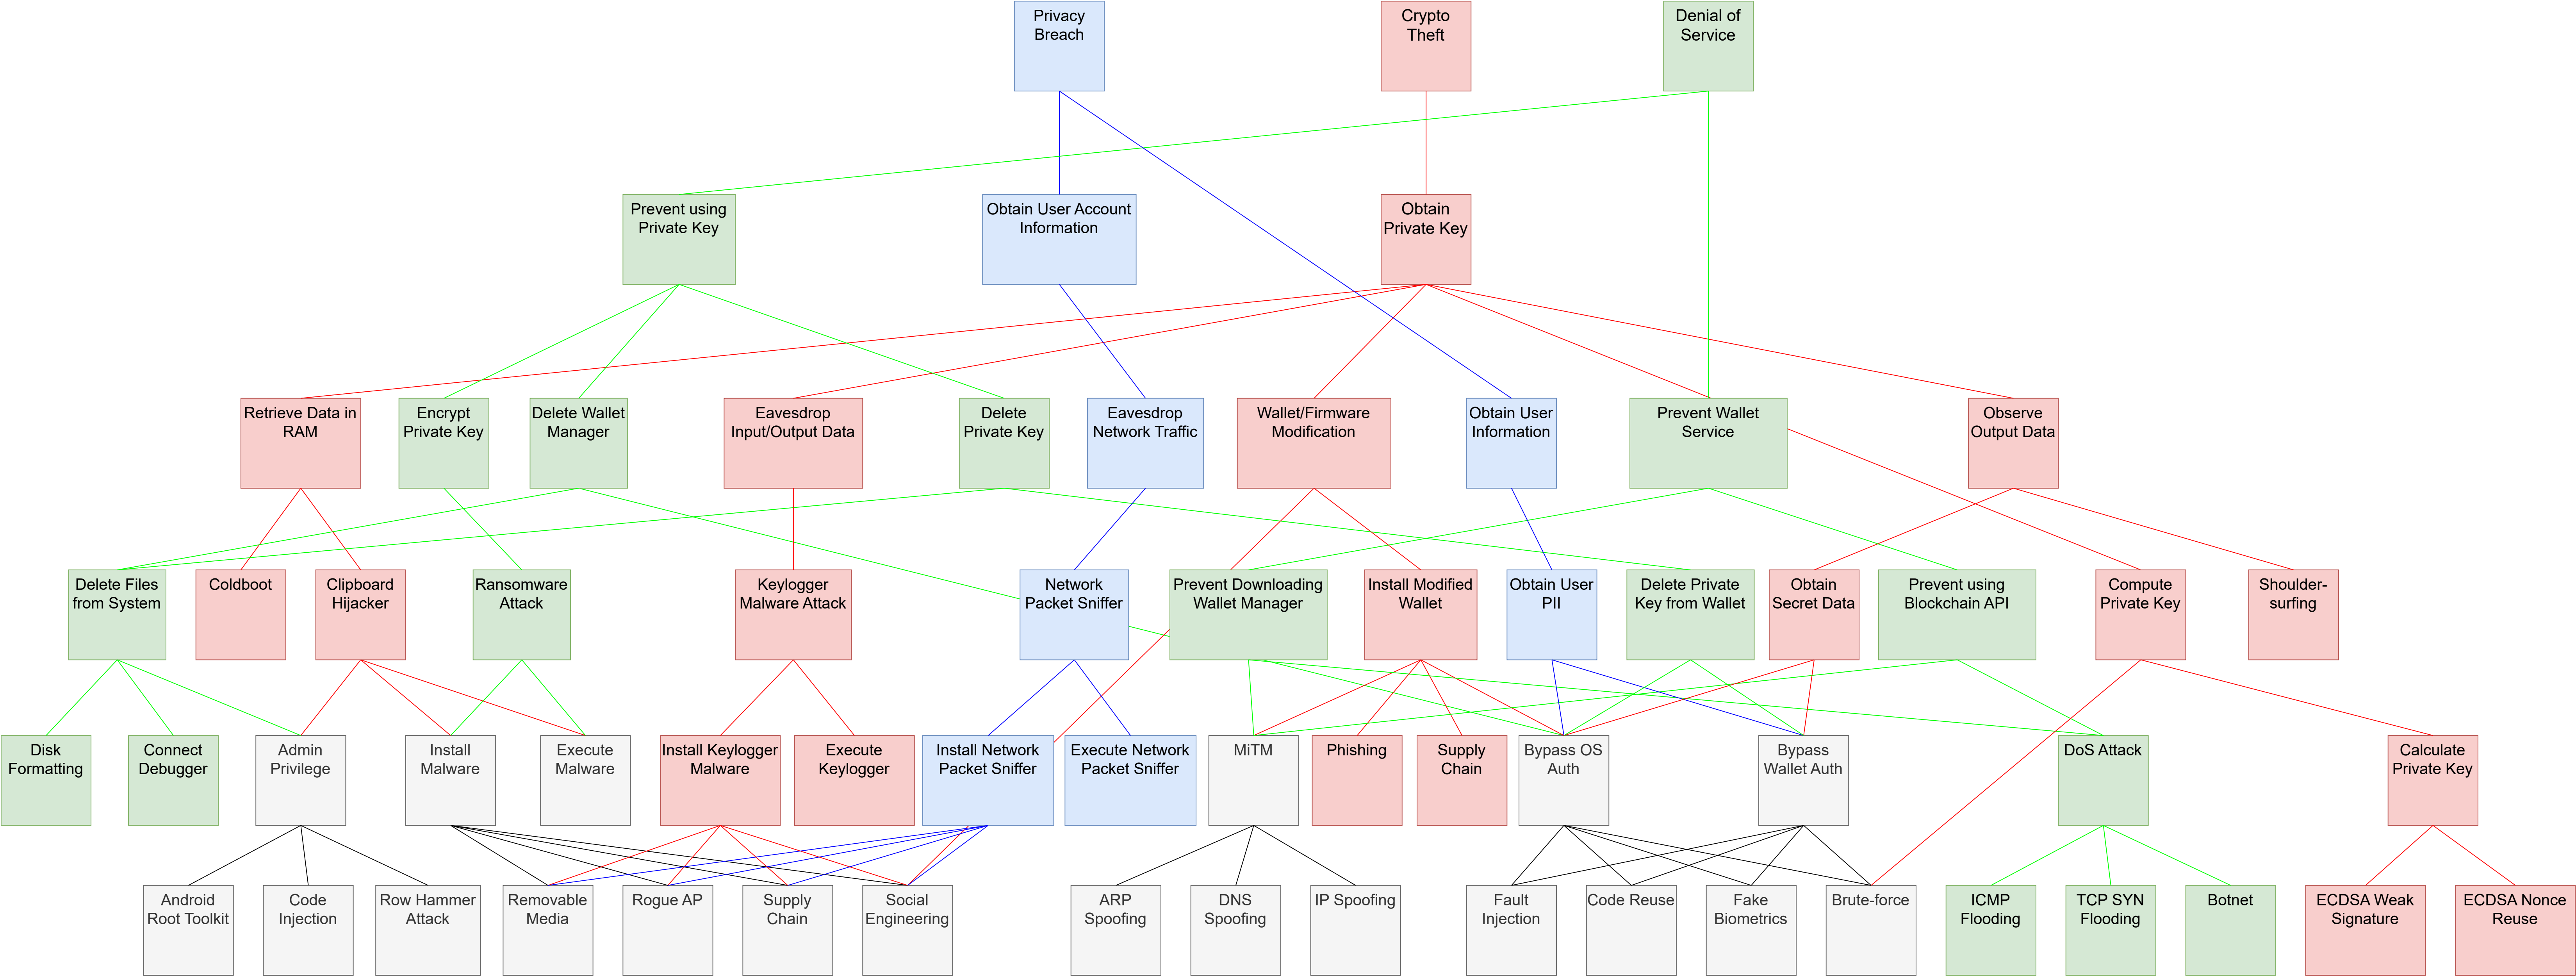 Privacy
Breach
Crypto
Theft
Denial of
Service
Prevent using
Private Key
Obtain User Account
Information
Obtain
Private Key
Retrieve Data in
RAM
Encrypt
Private Key
Delete Wallet
Manager
Eavesdrop
Input/Output Data
Delete
Private Key
Eavesdrop
Network Traffic
Wallet/Firmware
Modification
Obtain User
Information
Prevent Wallet
Service
Observe
Output Data
Delete Files
from System
Coldboot
Clipboard
Hijacker
Ransomware
Attack
Keylogger
Malware Attack
Network
Packet Sniffer
Prevent Downloading
Wallet Manager
Install Modified
Wallet
Obtain User
PII
Delete Private
Key from Wallet
Obtain
Secret Data
Prevent using
Blockchain API
Compute
Private Key
Shoulder-
surfing
Disk
Formatting
Connect
Debugger
Admin
Privilege
Install
Malware
Execute
Malware
Install Keylogger
Malware
Execute
Keylogger
Install Network
Packet Sniffer
Execute Network
Packet Sniffer
MiTM
Phishing
Supply
Chain
Bypass OS
Auth
Bypass
Wallet Auth
DoS Attack
Calculate
Private Key
Android
Root Toolkit
Code
Injection
Row Hammer
Attack
Removable
Media
Rogue AP
Supply
Chain
Social
Engineering
ARP
Spoofing
DNS
Spoofing
IP Spoofing
Fault
Injection
Code Reuse
Fake
Biometrics
Brute-force
ICMP
Flooding
TCP SYN
Flooding
Botnet
ECDSA Weak
Signature
ECDSA Nonce
Reuse